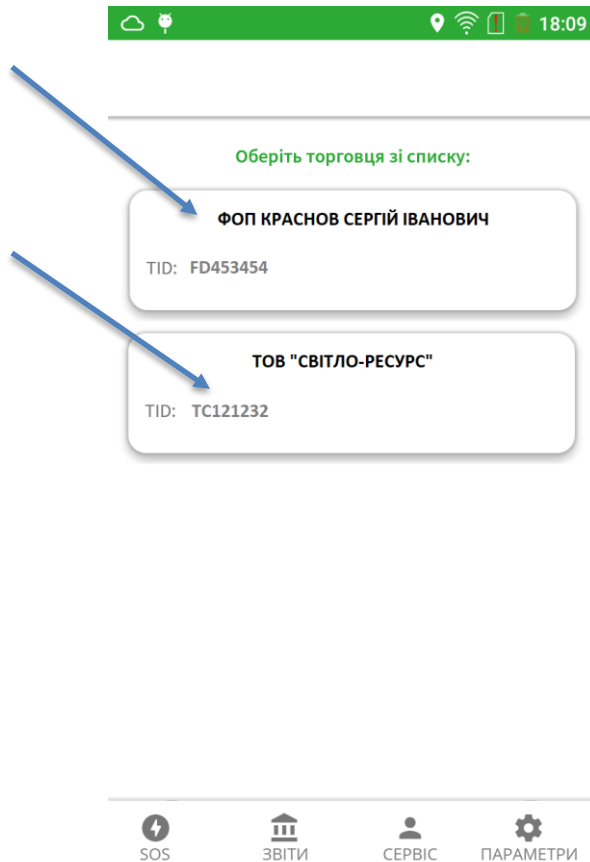 18:09
Оберіть торговця зі списку:
ФОП КРАСНОВ СЕРГІЙ ІВАНОВИЧ
TID: FD453454
ТОВ "СВІТЛО-РЕСУРС"
TID: TC121232
SOS ЗВІТИ СЕРВІС ПАРАМЕТРИ